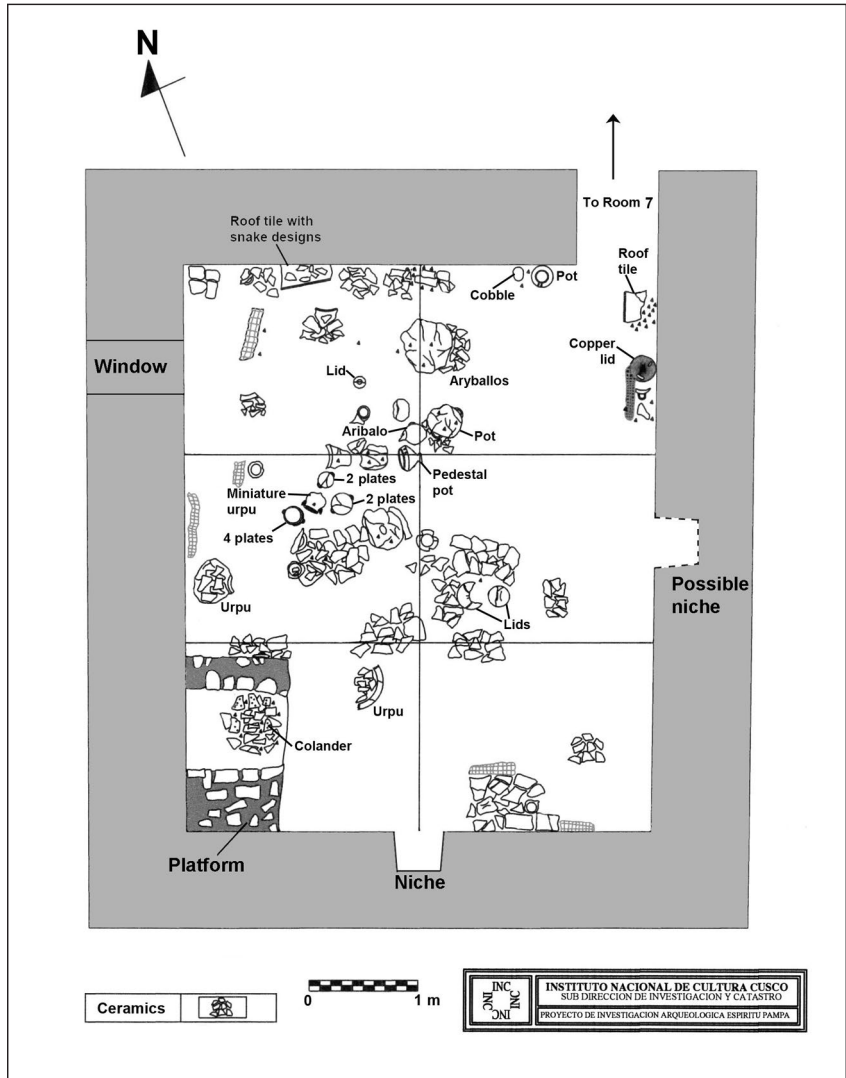 N
To Room 7
Roof tile with
snake designs
Roof
tile
Cobble
Pot
Window
Copper
lid
Lid
Aryballos
Aribalo
Pot
Pedestal
pot
2 plates
Miniature
urpu
2 plates
4 plates
Possible
niche
Urpu
Lids
Urpu
Colander
Platform
Niche
Ceramics
0
1 m
INC
INC
INC
INC
INSTITUTO NACIONAL DE CULTURA CUSCO
SUB DIRECCION DE INVESTIGACION Y CATASTRO
PROYECTO DE INVESTIGACION ARQUEOLOGICA ESPIRITU PAMPA